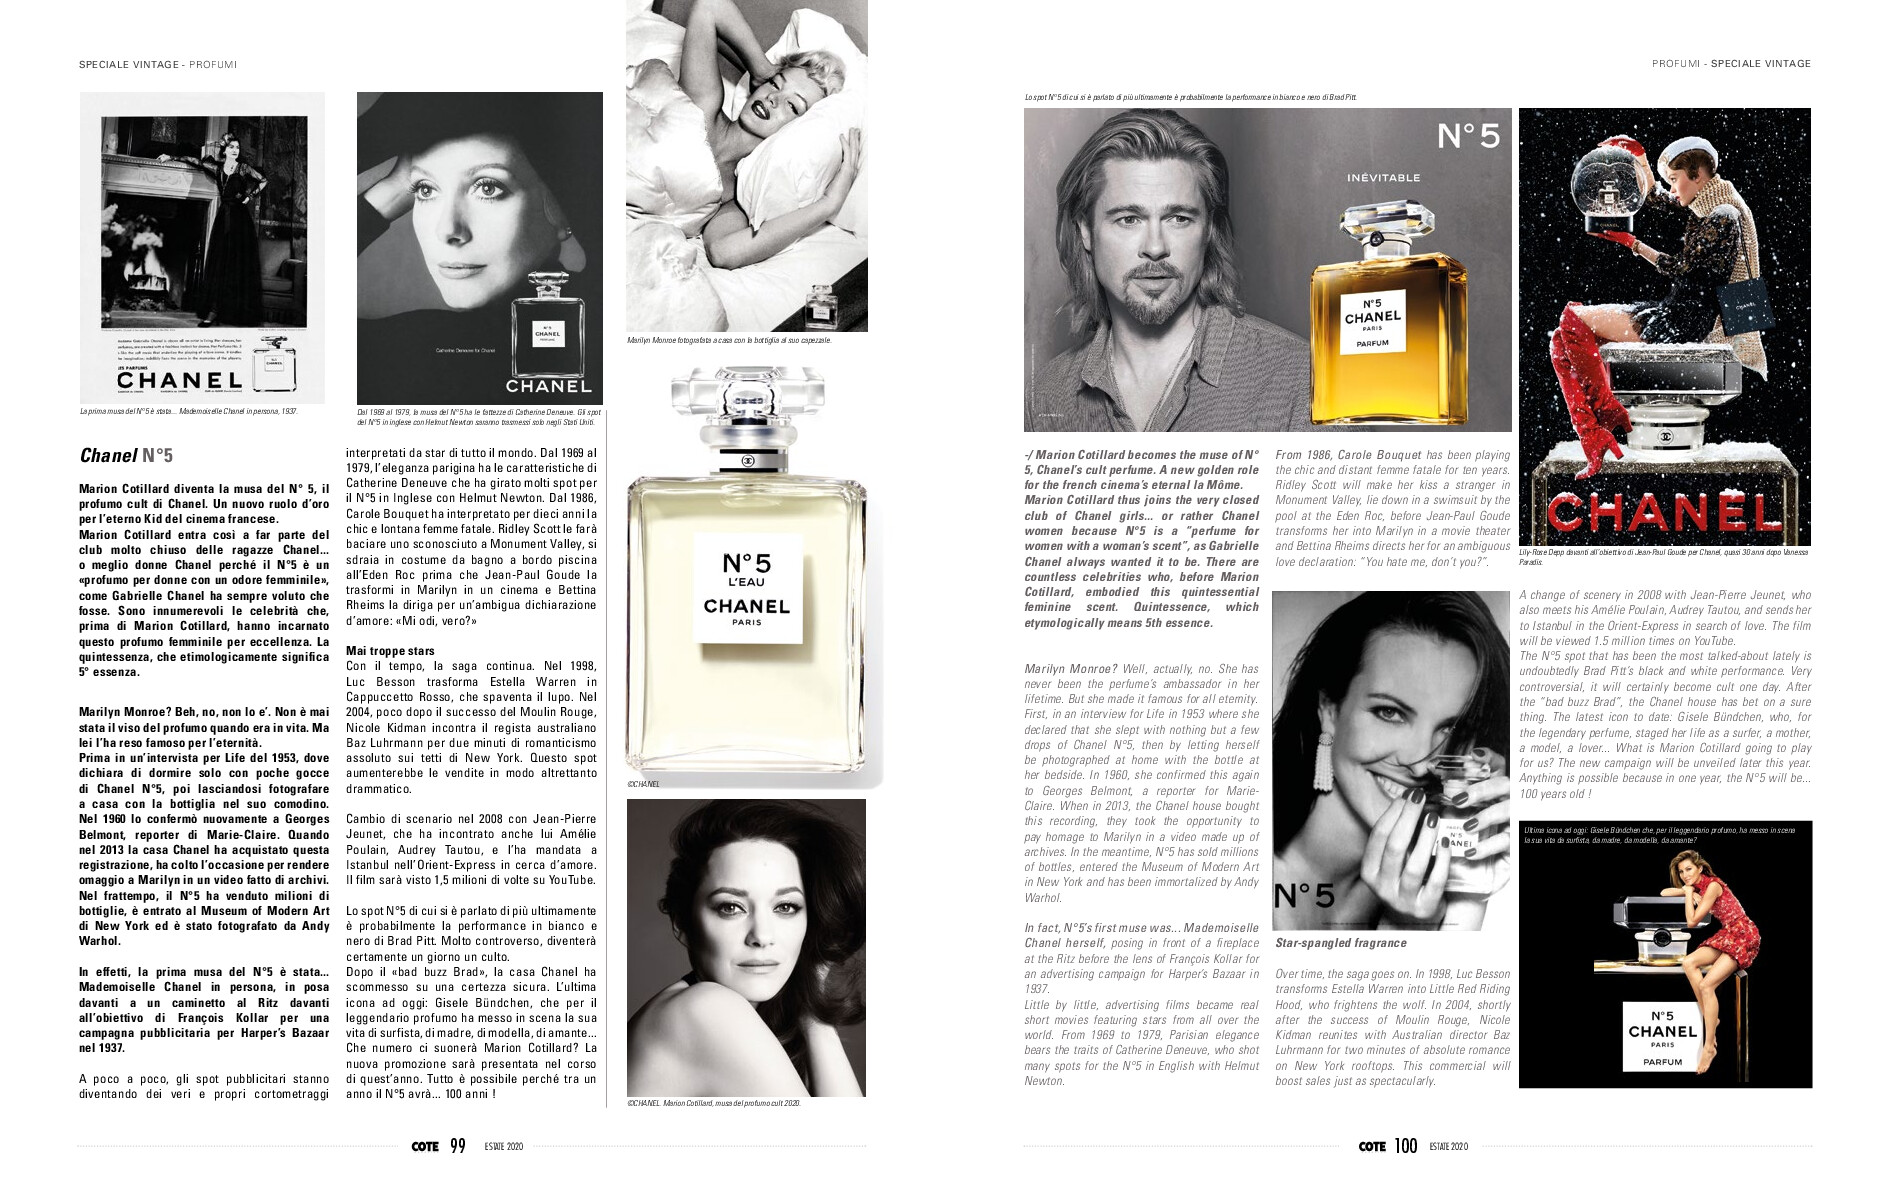 SPECIALE VINTAGE - PROFUMI
LES PARFUMS
CHANEL
N°5
CHANEL
La prima musa del N°5 è stata... Mademoiselle Chanel in persona, 1937.
N°5
CHANEL
Catherine Deneuve for Chanel
CHANEL
Dal 1969 al 1979, la musa del N°5 ha le fattezze di Catherine Deneuve. Gli spot
del N°5 in inglese con Helmut Newton saranno trasmessi solo negli Stati Uniti.
Marilyn Monroe fotografata a casa con la bottiglia al suo capezzale.
Chanel N°5
Marion Cotillard diventa la musa del N° 5, il
profumo cult di Chanel. Un nuovo ruolo d'oro
per l'eterno Kid del cinema francese.
Marion Cotillard entra così a far parte del
club molto chiuso delle ragazze Chanel...
o meglio donne Chanel perché il N°5 è un
«profumo per donne con un odore femminile»,
come Gabrielle Chanel ha sempre voluto che
fosse. Sono innumerevoli le celebrità che,
prima di Marion Cotillard, hanno incarnato
questo profumo femminile per eccellenza. La
quintessenza, che etimologicamente significa
5° essenza.
Marilyn Monroe? Beh, no, non lo e'. Non è mai
stata il viso del profumo quando era in vita. Ma
lei l'ha reso famoso per l'eternità.
Prima in un'intervista per Life del 1953, dove
dichiara di dormire solo con poche gocce
di Chanel N°5, poi lasciandosi fotografare
a casa con la bottiglia nel suo comodino.
Nel 1960 lo confermò nuovamente a Georges
Belmont, reporter di Marie-Claire. Quando
nel 2013 la casa Chanel ha acquistato questa
registrazione, ha colto l'occasione per rendere
omaggio a Marilyn in un video fatto di archivi.
Nel frattempo, il N°5 ha venduto milioni di
bottiglie, è entrato al Museum of Modern Art
di New York ed è stato fotografato da Andy
Warhol.
In effetti, la prima musa del N°5 è stata...
Mademoiselle Chanel in persona, in posa
davanti a un caminetto al Ritz davanti
all'obiettivo di François Kollar per una
campagna pubblicitaria per Harper's Bazaar
nel 1937.
A poco a poco, gli spot pubblicitari stanno
diventando dei veri e propri cortometraggi
interpretati da star di tutto il mondo. Dal 1969 al
1979, l'eleganza parigina ha le caratteristiche di
Catherine Deneuve che ha girato molti spot per
il N°5 in Inglese con Helmut Newton. Dal 1986,
Carole Bouquet ha interpretato per dieci anni la
chic e lontana femme fatale. Ridley Scott le farà
baciare uno sconosciuto a Monument Valley, si
sdraia in costume da bagno a bordo piscina
all'Eden Roc prima che Jean-Paul Goude la
trasformi in Marilyn in un cinema e Bettina
Rheims la diriga per un'ambigua dichiarazione
d'amore: «Mi odi, vero?»
Mai troppe stars
Con il tempo, la saga continua. Nel 1998,
Luc Besson trasforma Estella Warren in
Cappuccetto Rosso, che spaventa il lupo. Nel
2004, poco dopo il successo del Moulin Rouge,
Nicole Kidman incontra il regista australiano
Baz Luhrmann per due minuti di romanticismo
assoluto sui tetti di New York. Questo spot
aumenterebbe le vendite in modo altrettanto
drammatico.
Cambio di scenario nel 2008 con Jean-Pierre
Jeunet, che ha incontrato anche lui Amélie
Poulain, Audrey Tautou, e l'ha mandata a
Istanbul nell'Orient-Express in cerca d'amore.
Il film sarà visto 1,5 milioni di volte su YouTube.
Lo spot N°5 di cui si è parlato di più ultimamente
è probabilmente la performance in bianco e
nero di Brad Pitt. Molto controverso, diventerà
certamente un giorno un culto.
Dopo il «bad buzz Brad», la casa Chanel ha
scommesso su una certezza sicura. L'ultima
icona ad oggi: Gisele Bündchen, che per il
leggendario profumo ha messo in scena la sua
vita di surfista, di madre, di modella, di amante...
Che numero ci suonerà Marion Cotillard? La
nuova promozione sarà presentata nel corso
di quest'anno. Tutto è possibile perché tra un
anno il N°5 avrà... 100 anni !
N°5
L'EAU
CHANEL
PARIS
©CHANEL
©CHANEL Marion Cotillard, musa del profumo cult 2020.
COTE 99 ESTATE 2020
PROFUMI - SPECIALE VINTAGE
Lo spot N°5 di cui si è parlato di più ultimamente è probabilmente la performance in bianco e nero di Brad Pitt.
N°5
INÉVITABLE
N°5
CHANEL
PARIS
PARFUM
CHANEL
CHANEL
CHANEL
Lily-Rose Depp davanti all'obiettivo di Jean-Paul Goude per Chanel, quasi 30 anni dopo Vanessa
Paradis.
-/ Marion Cotillard becomes the muse of N°
5, Chanel's cult perfume. A new golden role
for the french cinema's eternal la Môme.
Marion Cotillard thus joins the very closed
club of Chanel girls... or rather Chanel
women because N°5 is a "perfume for
women with a woman's scent", as Gabrielle
Chanel always wanted it to be. There are
countless celebrities who, before Marion
Cotillard, embodied this quintessential
feminine scent. Quintessence, which
etymologically means 5th essence.
Marilyn Monroe? Well, actually, no. She has
never been the perfume's ambassador in her
lifetime. But she made it famous for all eternity.
First, in an interview for Life in 1953 where she
declared that she slept with nothing but a few
drops of Chanel N°5, then by letting herself
be photographed at home with the bottle at
her bedside. In 1960, she confirmed this again
to Georges Belmont, a reporter for Marie-
Claire. When in 2013, the Chanel house bought
this recording, they took the opportunity to
pay homage to Marilyn in a video made up of
archives. In the meantime, N°5 has sold millions
of bottles, entered the Museum of Modern Art
in New York and has been immortalized by Andy
Warhol.
In fact, N°5's first muse was... Mademoiselle
Chanel herself, posing in front of a fireplace
at the Ritz before the lens of François Kollar for
an advertising campaign for Harper's Bazaar in
1937.
Little by little, advertising films became real
short movies featuring stars from all over the
world. From 1969 to 1979, Parisian elegance
bears the traits of Catherine Deneuve, who shot
many spots for the N°5 in English with Helmut
Newton.
From 1986, Carole Bouquet has been playing
the chic and distant femme fatale for ten years.
Ridley Scott will make her kiss a stranger in
Monument Valley, lie down in a swimsuit by the
pool at the Eden Roc, before Jean-Paul Goude
transforms her into Marilyn in a movie theater
and Bettina Rheims directs her for an ambiguous
love declaration: "You hate me, don't you?".
N°5
Star-spangled fragrance
Over time, the saga goes on. In 1998, Luc Besson
transforms Estella Warren into Little Red Riding
Hood, who frightens the wolf. In 2004, shortly
after the success of Moulin Rouge, Nicole
Kidman reunites with Australian director Baz
Luhrmann for two minutes of absolute romance
on New York rooftops. This commercial will
boost sales just as spectacularly.
A change of scenery in 2008 with Jean-Pierre Jeunet, who
also meets his Amélie Poulain, Audrey Tautou, and sends her
to Istanbul in the Orient-Express in search of love. The film
will be viewed 1.5 million times on YouTube.
The N°5 spot that has been the most talked-about lately is
undoubtedly Brad Pitt's black and white performance. Very
controversial, it will certainly become cult one day. After
the "bad buzz Brad", the Chanel house has bet on a sure
thing. The latest icon to date: Gisele Bündchen, who, for
the legendary perfume, staged her life as a surfer, a mother,
a model, a lover... What is Marion Cotillard going to play
for us? The new campaign will be unveiled later this year.
Anything is possible because in one year, the N°5 will be...
100 years old !
Ultima icona ad oggi: Gisele Bündchen che, per il leggendario profumo, ha messo in scena
la sua vita da surfista, da madre, da modella, da amante?
N°5
CHANEL
PARIS
PARFUM
COTE 100 ESTATE 2020